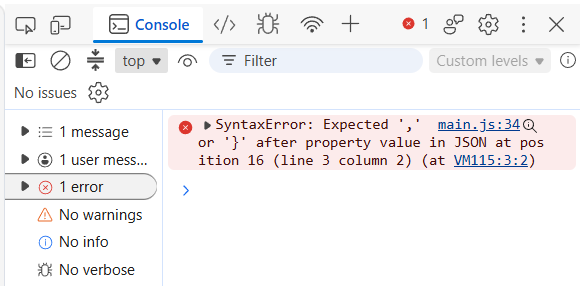 Console
1
top
Filter
Custom levels
No issues
1 message
1 user mess...
1 error
No warnings
No info
No verbose
SyntaxError: Expected ',' main.js:34
or '}' after property value in JSON at pos
ition 16 (line 3 column 2) (at VM115:3:2)